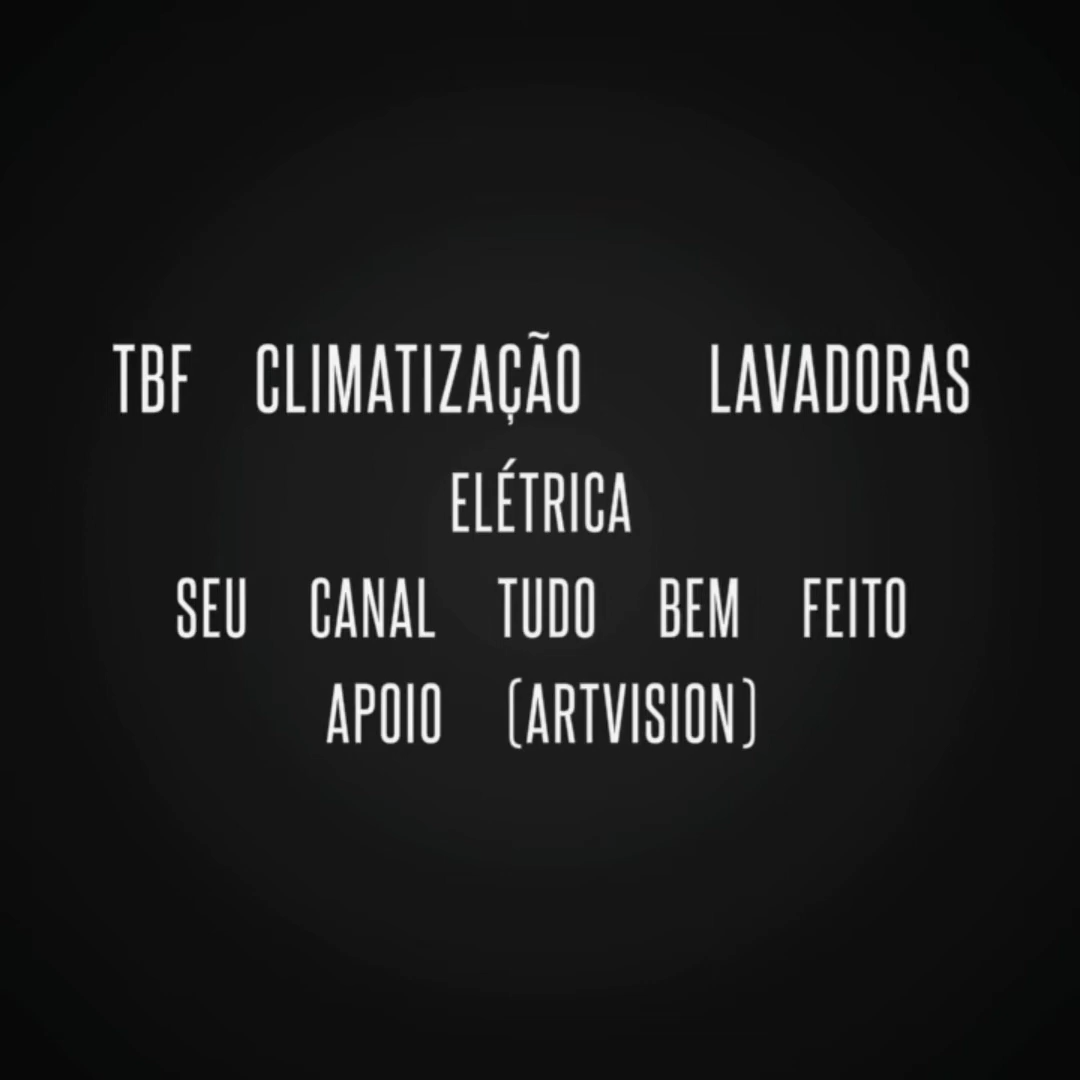 TBF CLIMATIZAÇÃO LAVADORAS
ELÉTRICA
SEU CANAL TUDO BEM FEITO
APOIO (ARTVISION)